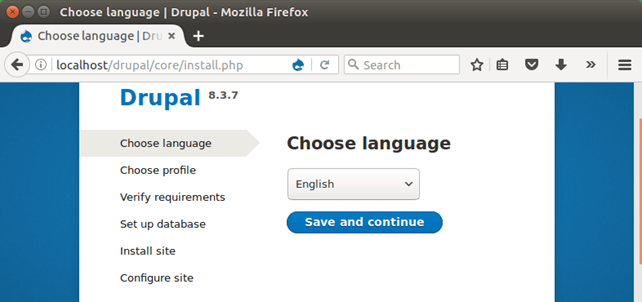 Choose language | Drupal - Mozilla Firefox
Choose language | Dru
localhost/drupal/core/install.php
Search
Drupal 8.3.7
Choose language
Choose profile
Verify requirements
Set up database
Install site
Configure site
Choose language
English
Save and continue